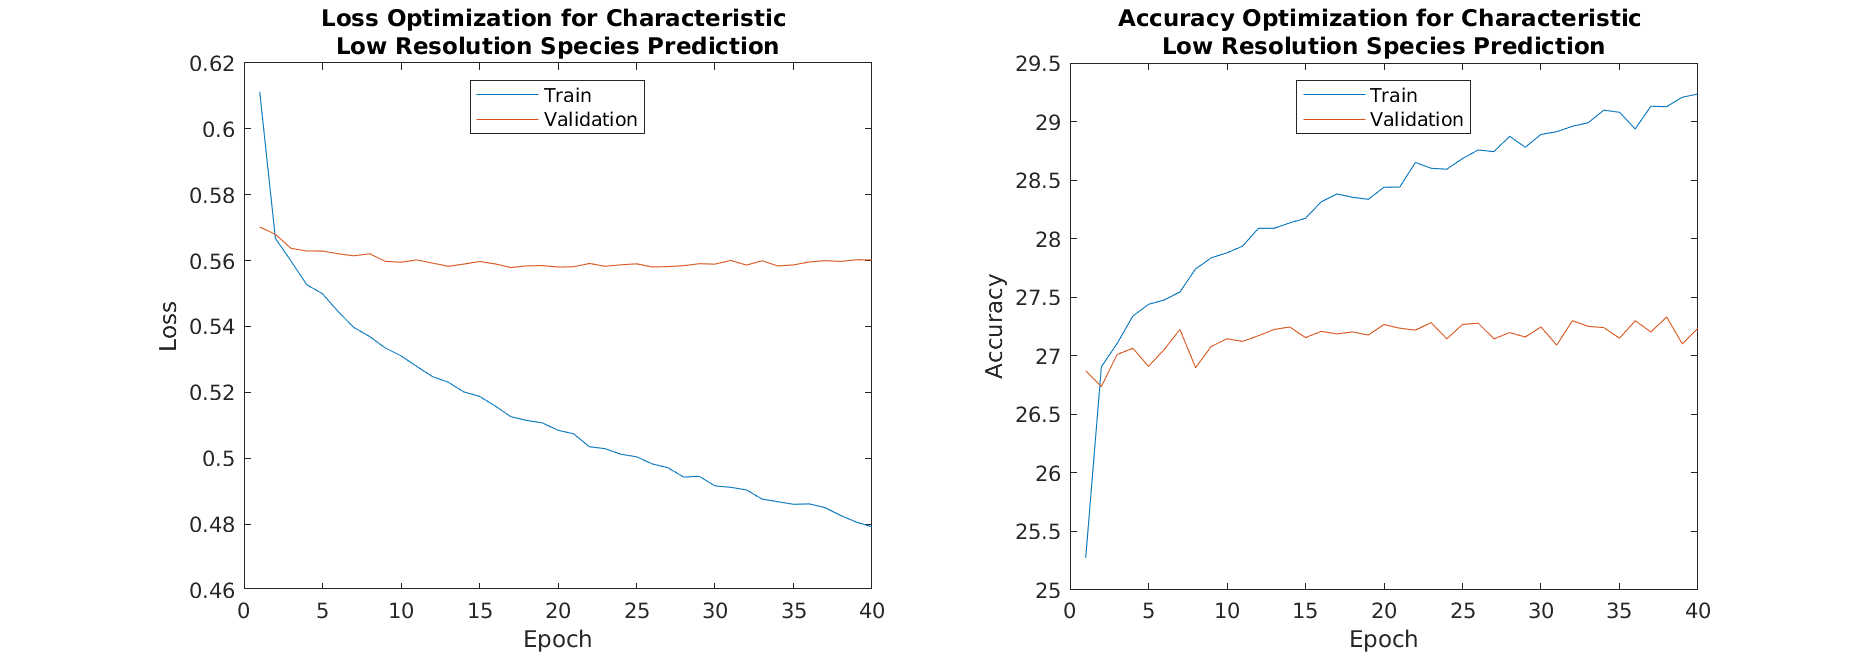 Loss Optimization for Characteristic
Low Resolution Species Prediction
0.62
0.6
0.58
0.56
0.54
0.52
0.5
0.48
0.46
Loss
Train
Validation
0 5 10 15 20 25 30 35 40
Epoch
Accuracy Optimization for Characteristic
Low Resolution Species Prediction
29.5
29
28.5
28
27.5
27
26.5
26
25.5
25
Accuracy
Train
Validation
0 5 10 15 20 25 30 35 40
Epoch